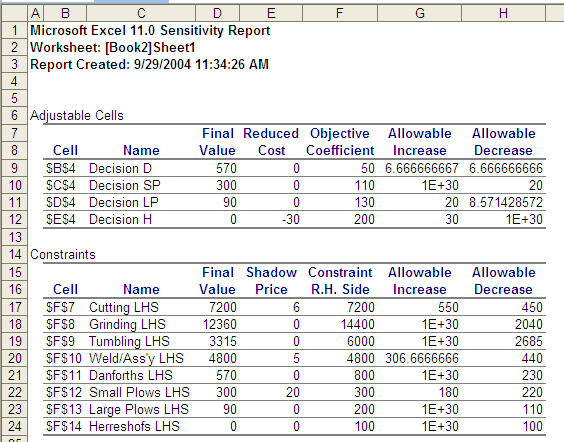 A B C D E F G H
1 Microsoft Excel 11.0 Sensitivity Report
2 Worksheet: [Book2]Sheet1
3 Report Created: 9/29/2004 11:34:26 AM
4
5
6 Adjustable Cells
7 Final Reduced Objective Allowable Allowable
8 Cell Name Value Cost Coefficient Increase Decrease
9 $B$4 Decision D 570 0 50 6.666666667 6.666666666
10 $C$4 Decision SP 300 0 110 1E+30 20
11 $D$4 Decision LP 90 0 130 20 8.571428572
12 $E$4 Decision H 0 -30 200 30 1E+30
13
14 Constraints
15 Final Shadow Constraint Allowable Allowable
16 Cell Name Value Price R.H. Side Increase Decrease
17 $F$7 Cutting LHS 7200 6 7200 550 450
18 $F$8 Grinding LHS 12360 0 14400 1E+30 2040
19 $F$9 Tumbling LHS 3315 0 6000 1E+30 2685
20 $F$10 Weld/Ass'y LHS 4800 5 4800 306.6666666 440
21 $F$11 Danforths LHS 570 0 800 1E+30 230
22 $F$12 Small Plows LHS 300 20 300 180 220
23 $F$13 Large Plows LHS 90 0 200 1E+30 110
24 $F$14 Herreshofs LHS 0 0 100 1E+30 100